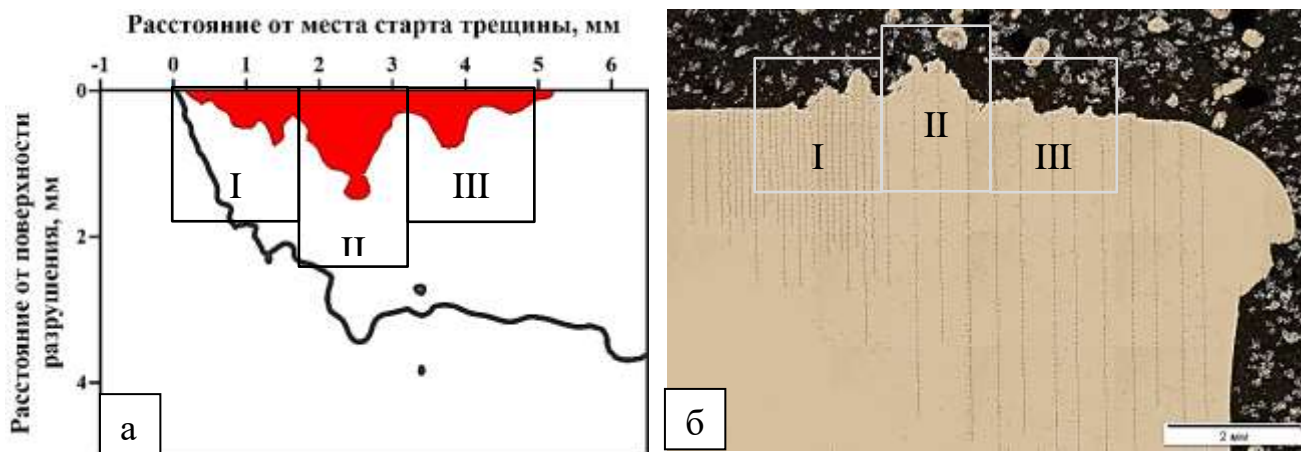 Расстояние от места старта трещины, мм
-1 0 1 2 3 4 5 6
Расстояние от поверхности
разрушения, мм
0
2
4
I
II
III
а
I
II
III
б
2 мм